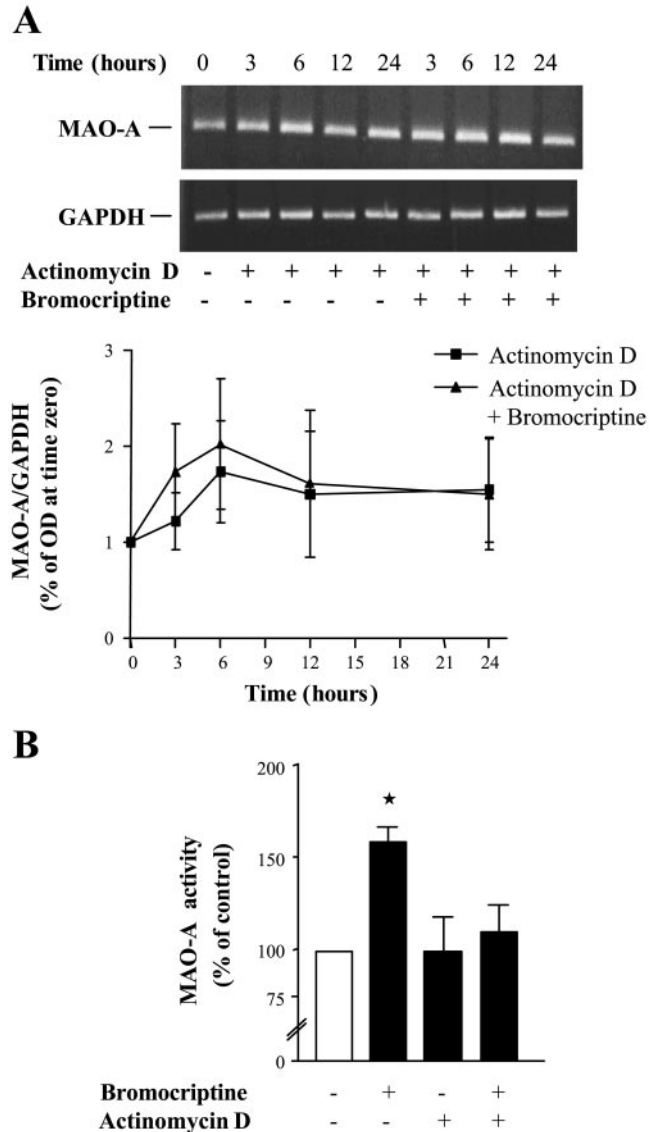 A
Time (hours) 0 3 6 12 24 3 6 12 24
MAO-A
GAPDH
Actinomycin D - + + + + + + + +
Bromocriptine - - - - - + + + +
MAO-A/GAPDH
(% of OD at time zero)
3
2
1
0
Actinomycin D
Actinomycin D
+ Bromocriptine
0 3 6 9 12 15 18 21 24
Time (hours)
B
MAO-A activity
(% of control)
200
150
100
75
0
★
Bromocriptine - + - +
Actinomycin D - - + +